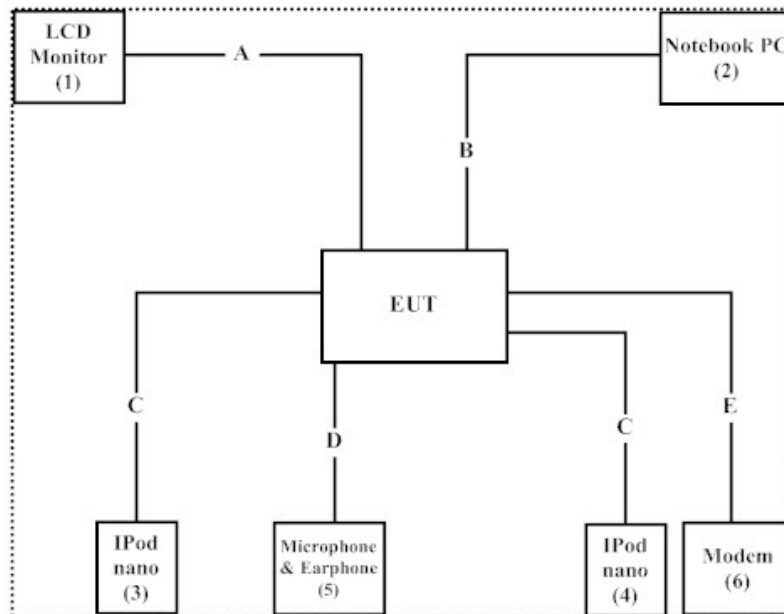 LCD
Monitor
(1)
A
Notebook PC
(2)
B
EUT
C
D
C
E
IPod
nano
(3)
Microphone
& Earphone
(5)
IPod
nano
(4)
Modem
(6)